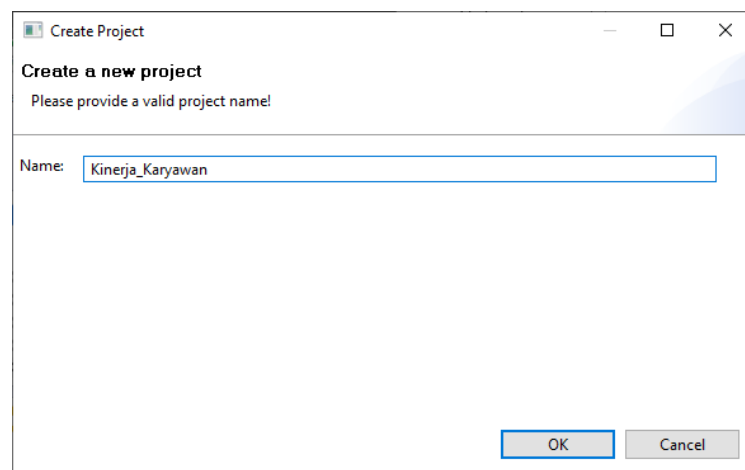 Create Project
Create a new project
Please provide a valid project name!
Name: Kinerja_Karyawan
OK Cancel